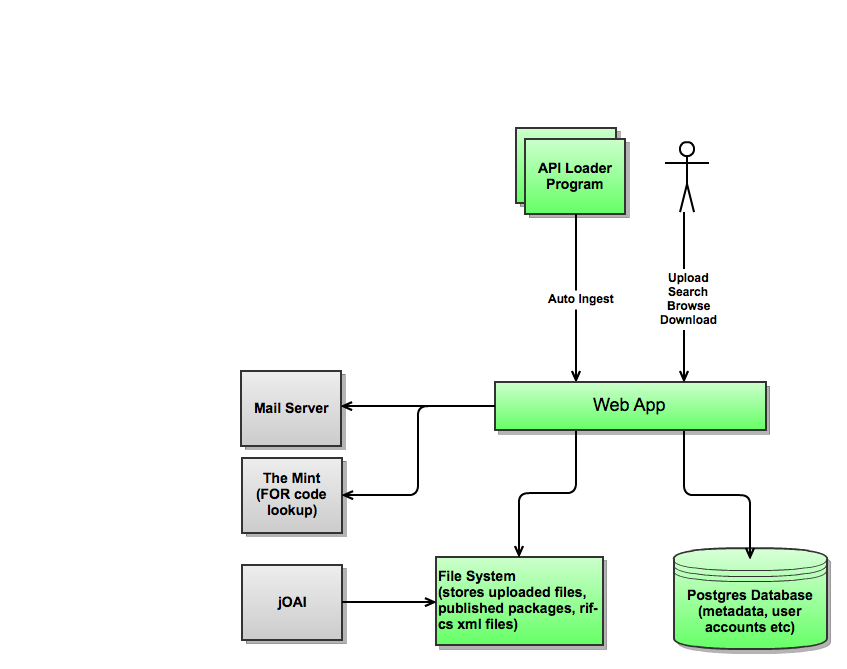 API Loader
Program
Upload
Search
Browse
Download
Auto Ingest
Web App
Mail Server
The Mint
(FOR code
lookup)
jOAI
File System
(stores uploaded files,
published packages, rif-
cs xml files)
Postgres Database
(metadata, user
accounts etc)